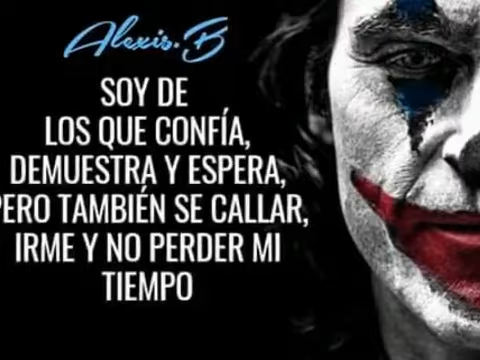 Alexis.B
SOY DE
LOS QUE CONFÍA,
DEMUESTRA Y ESPERA,
PERO TAMBIÉN SE CALLAR,
IRME Y NO PERDER MI
TIEMPO